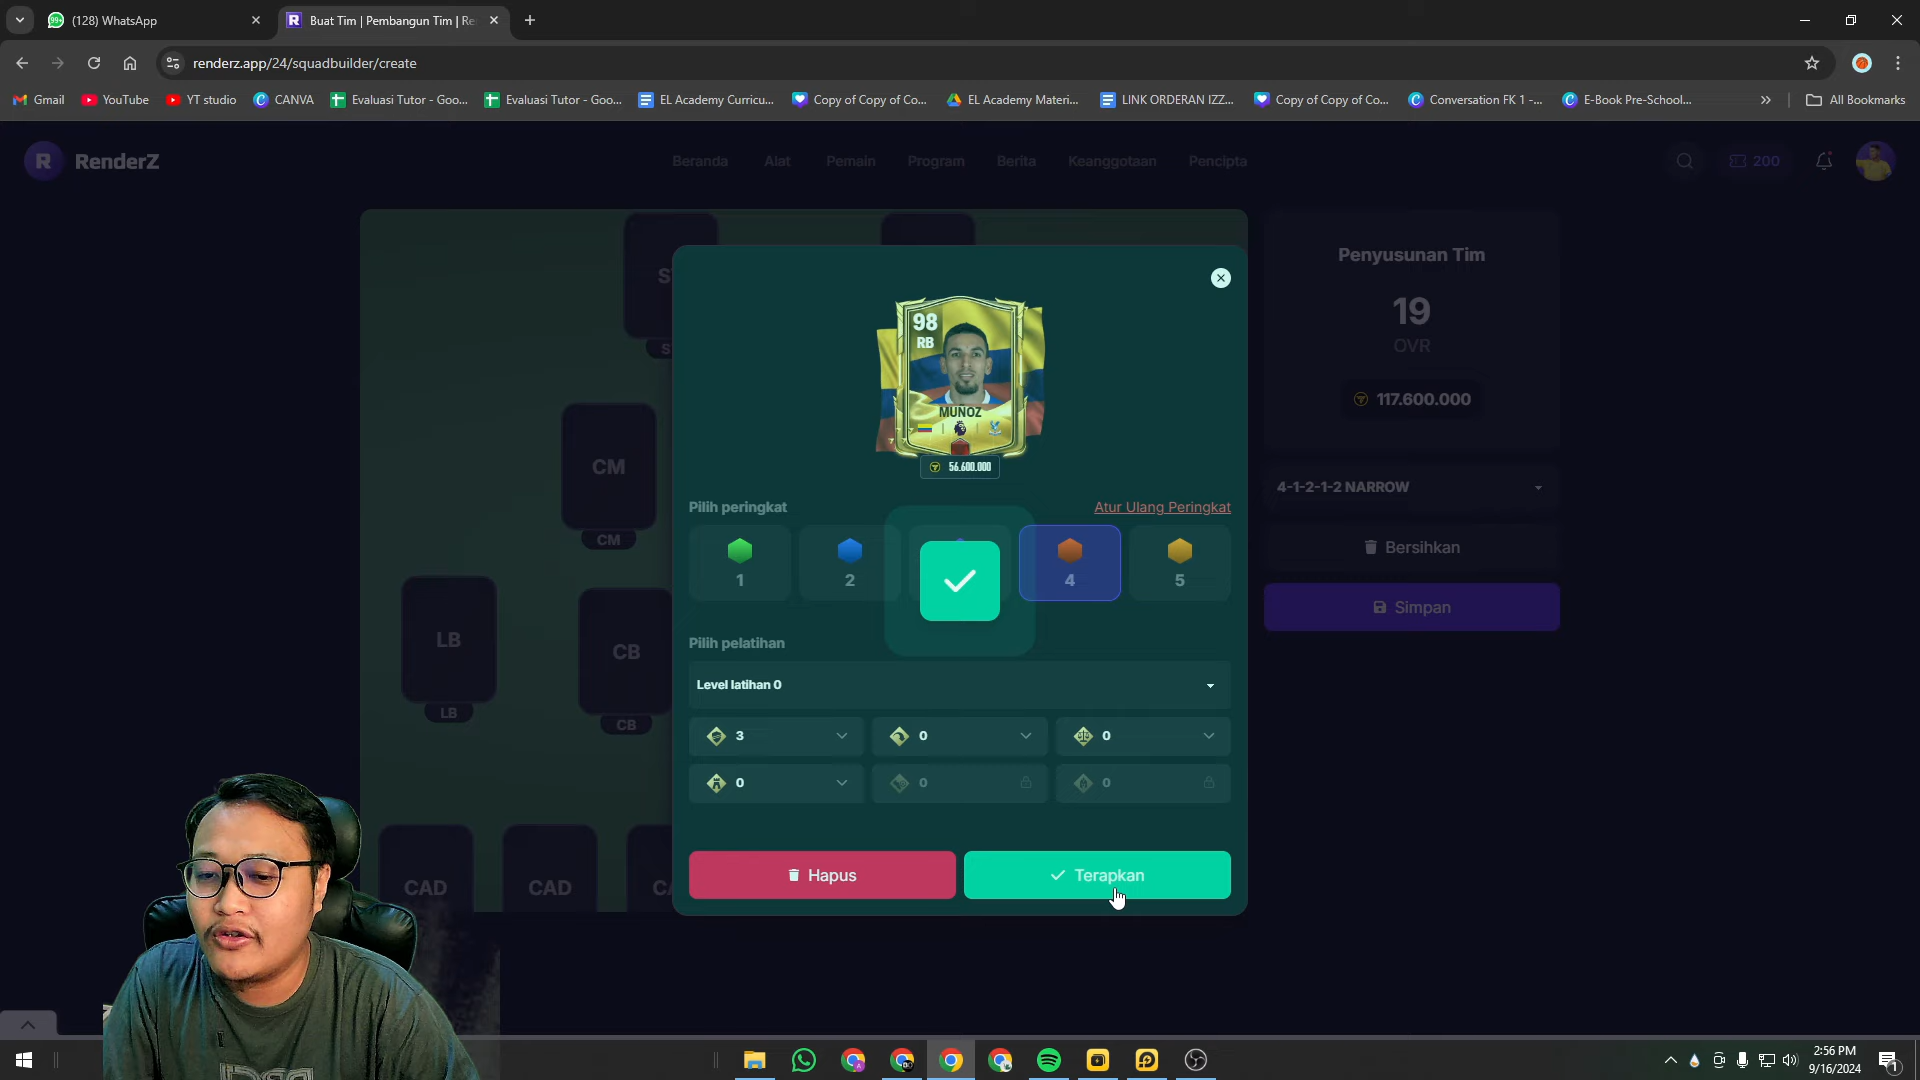 (128) WhatsApp
Buat Tim | Pembangun Tim | Re
renderz.app/24/squadbuilder/create
Gmail
YouTube
YT studio
CANVA
Evaluasi Tutor - Goo...
Evaluasi Tutor - Goo...
EL Academy Curricu...
Copy of Copy of Co...
EL Academy Materi...
LINK ORDERAN IZZ...
Copy of Copy of Co...
Conversation FK 1 -...
E-Book Pre-School...
All Bookmarks
RenderZ
Beranda
Alat
Pemain
Program
Berita
Keanggotaan
Pencipta
200
98
RB
MUÑOZ
56.600.000
Pilih peringkat
Atur Ulang Peringkat
1
2
4
5
Pilih pelatihan
Level latihan 0
3
0
0
0
0
0
Hapus
Terapkan
CM
CM
LB
LB
CB
CB
CAD
CAD
Penyusunan Tim
19
OVR
117.600.000
4-1-2-1-2 NARROW
Bersihkan
Simpan
2:56 PM
9/16/2024